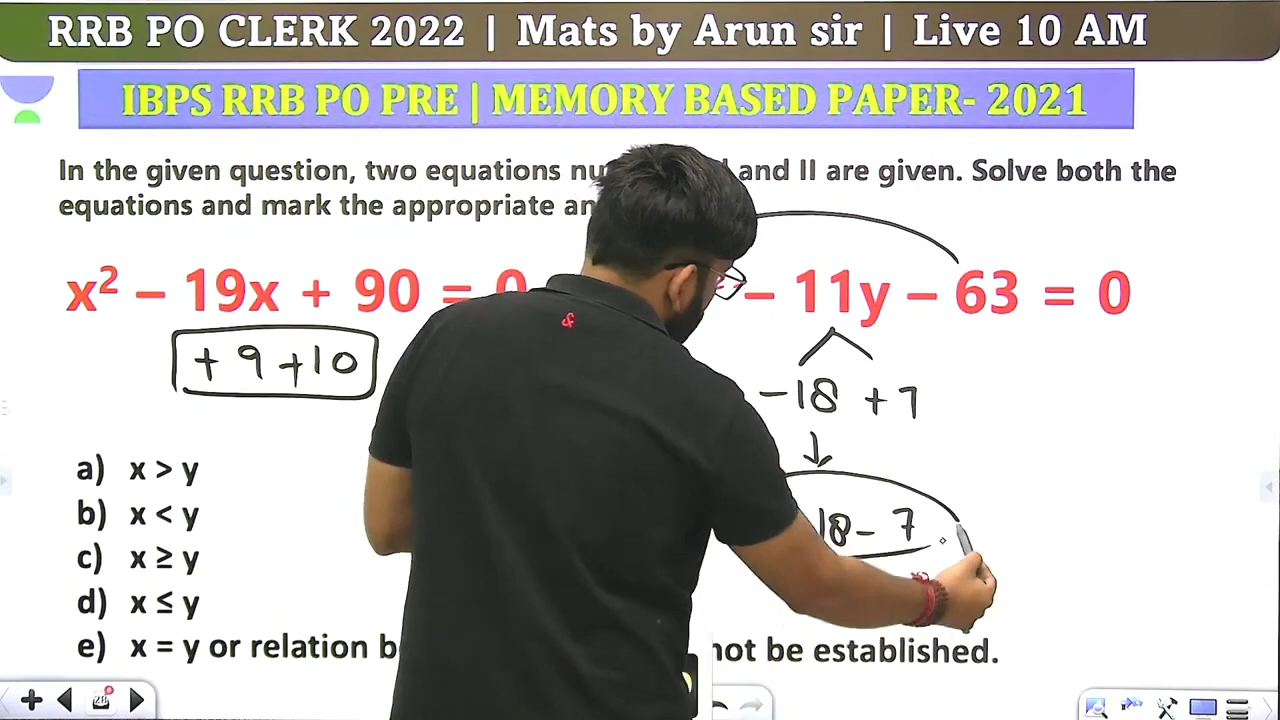 RRB PO CLERK 2022 | Mats by Arun sir | Live 10 AM
IBPS RRB PO PRE | MEMORY BASED PAPER- 2021
In the given question, two equations and II are given. Solve both the
equations and mark the appropriate
x² – 19x + 90 = 0 – 11y – 63 = 0
+ 9 +10
-18 +7
18 - 7
a) x > y
b) x < y
c) x ≥ y
d) x ≤ y
e) x = y or relation not be established.